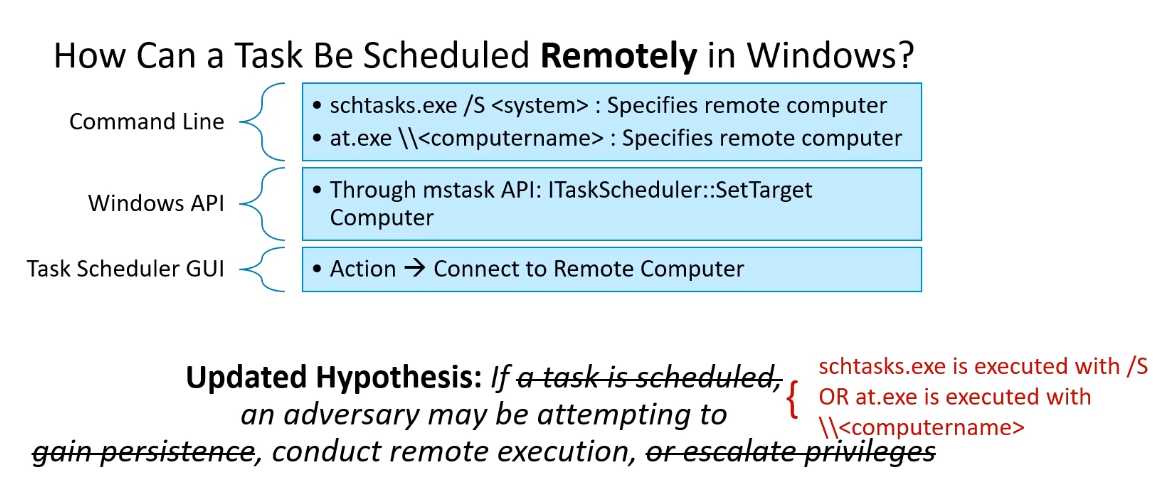 How Can a Task Be Scheduled Remotely in Windows?
Command Line
• schtasks.exe /S <system> : Specifies remote computer
• at.exe \\<computername> : Specifies remote computer
Windows API
• Through mstask API: ITaskScheduler::SetTarget
Computer
Task Scheduler GUI
• Action → Connect to Remote Computer
Updated Hypothesis: If a task is scheduled,
an adversary may be attempting to
gain persistence, conduct remote execution, or escalate privileges
{ schtasks.exe is executed with /S
OR at.exe is executed with
\\<computername>